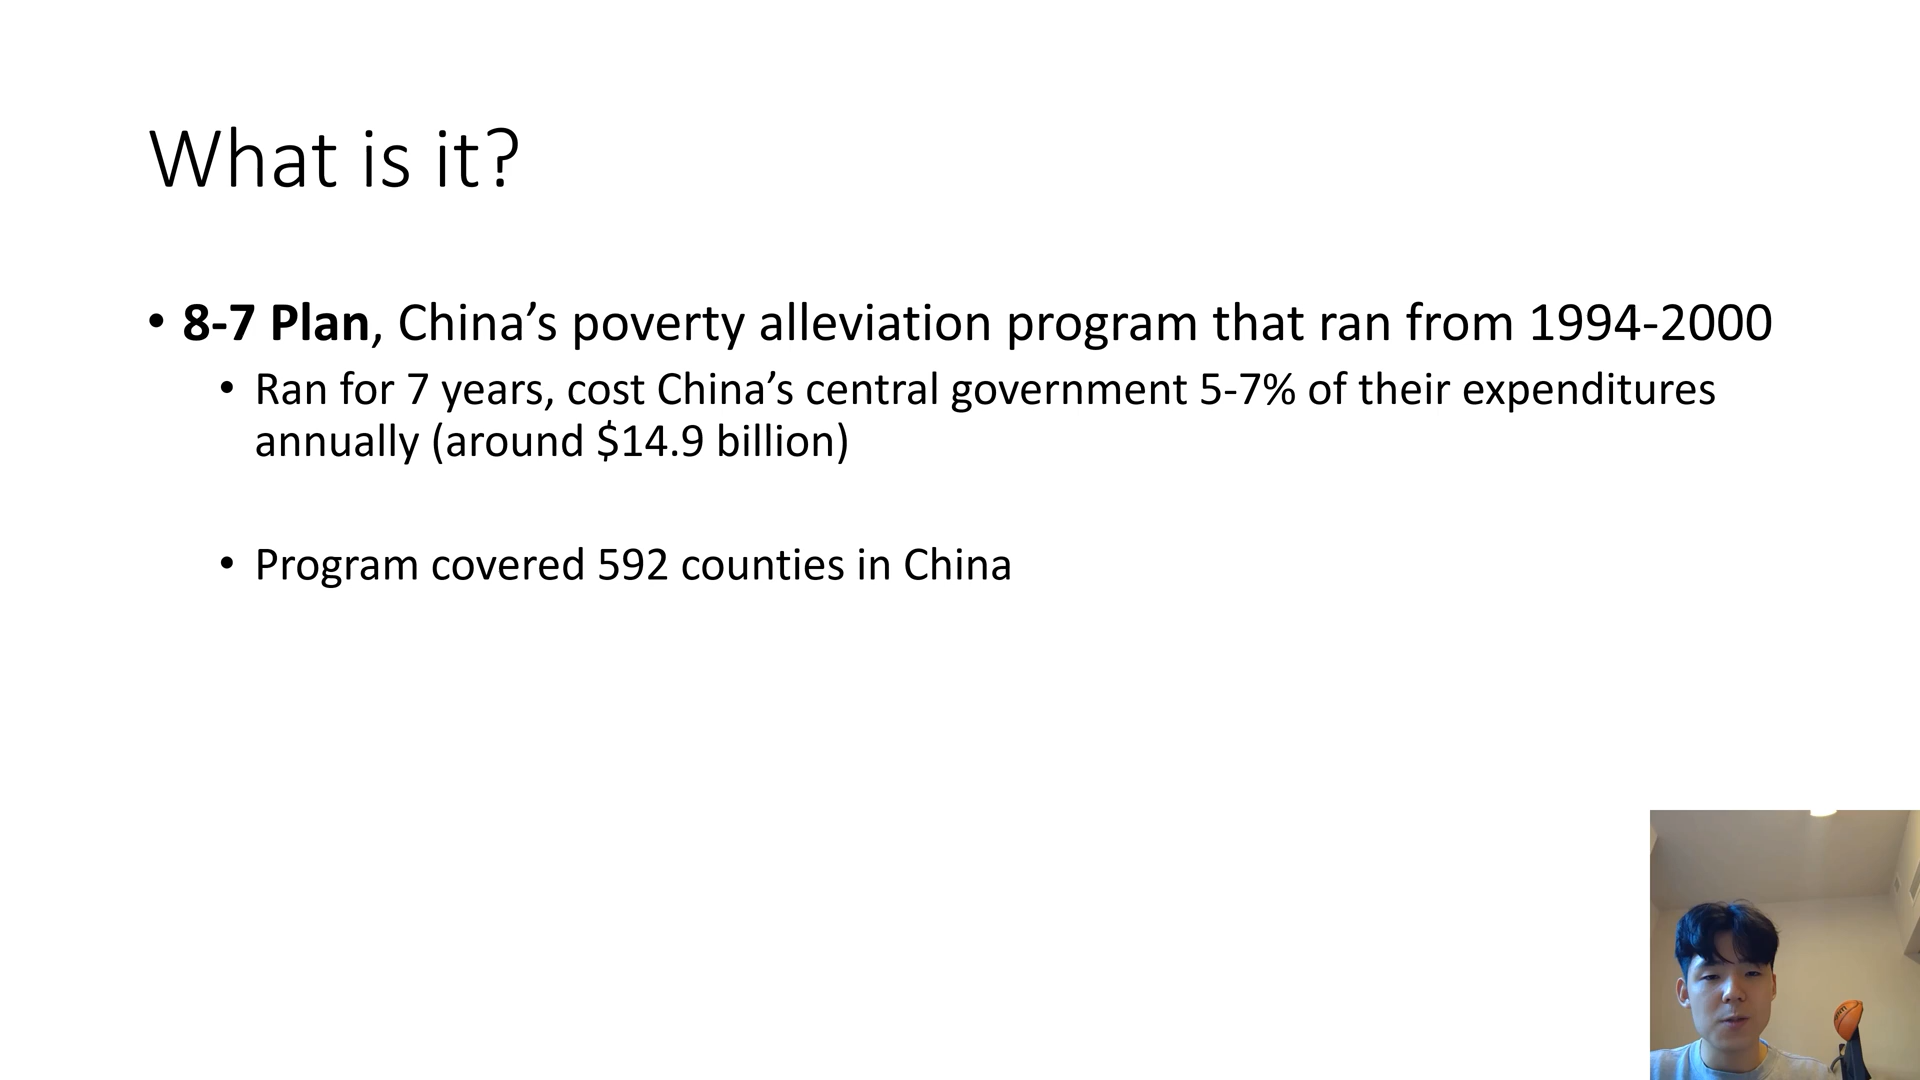 What is it?
• 8-7 Plan, China’s poverty alleviation program that ran from 1994-2000
• Ran for 7 years, cost China’s central government 5-7% of their expenditures
annually (around $14.9 billion)
• Program covered 592 counties in China